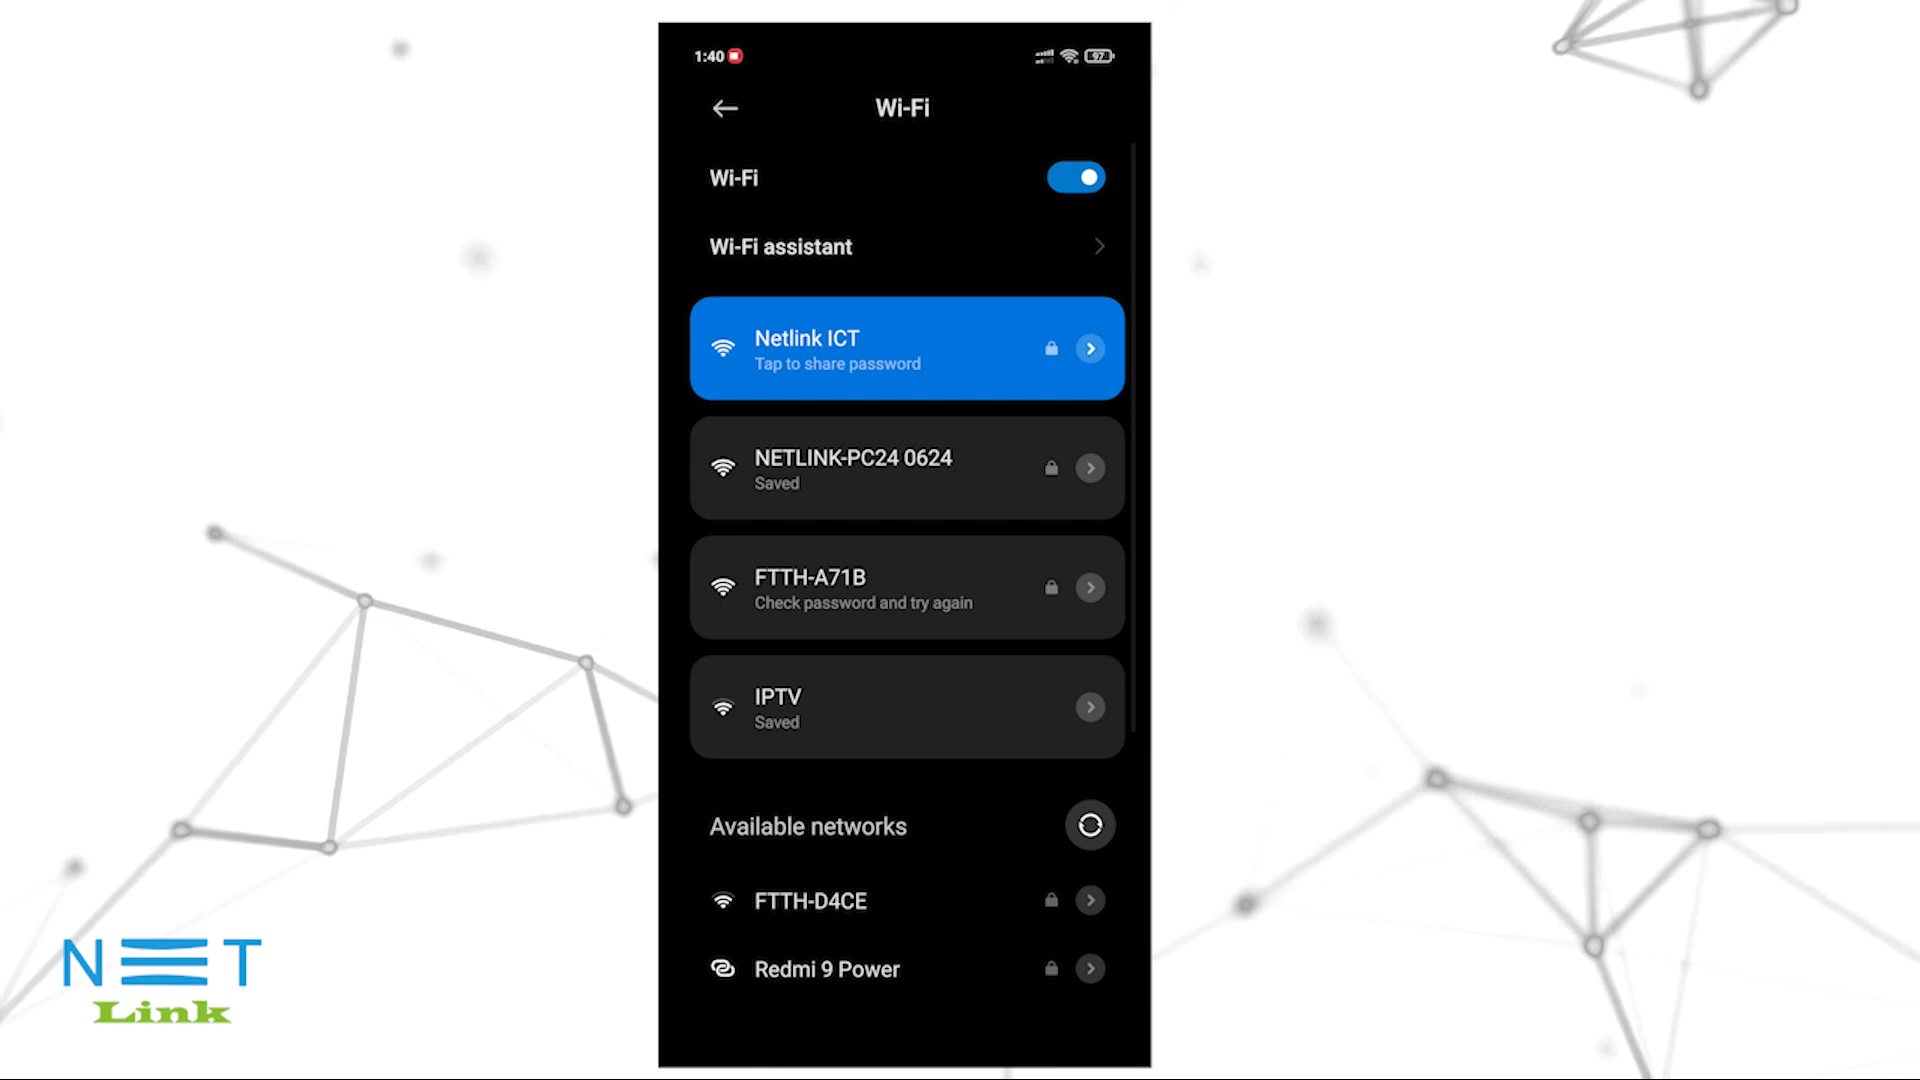 1:40
97
Wi-Fi
Wi-Fi
Wi-Fi assistant
Netlink ICT
Tap to share password
NETLINK-PC24 0624
Saved
FTTH-A71B
Check password and try again
IPTV
Saved
Available networks
FTTH-D4CE
Redmi 9 Power
NET
Link